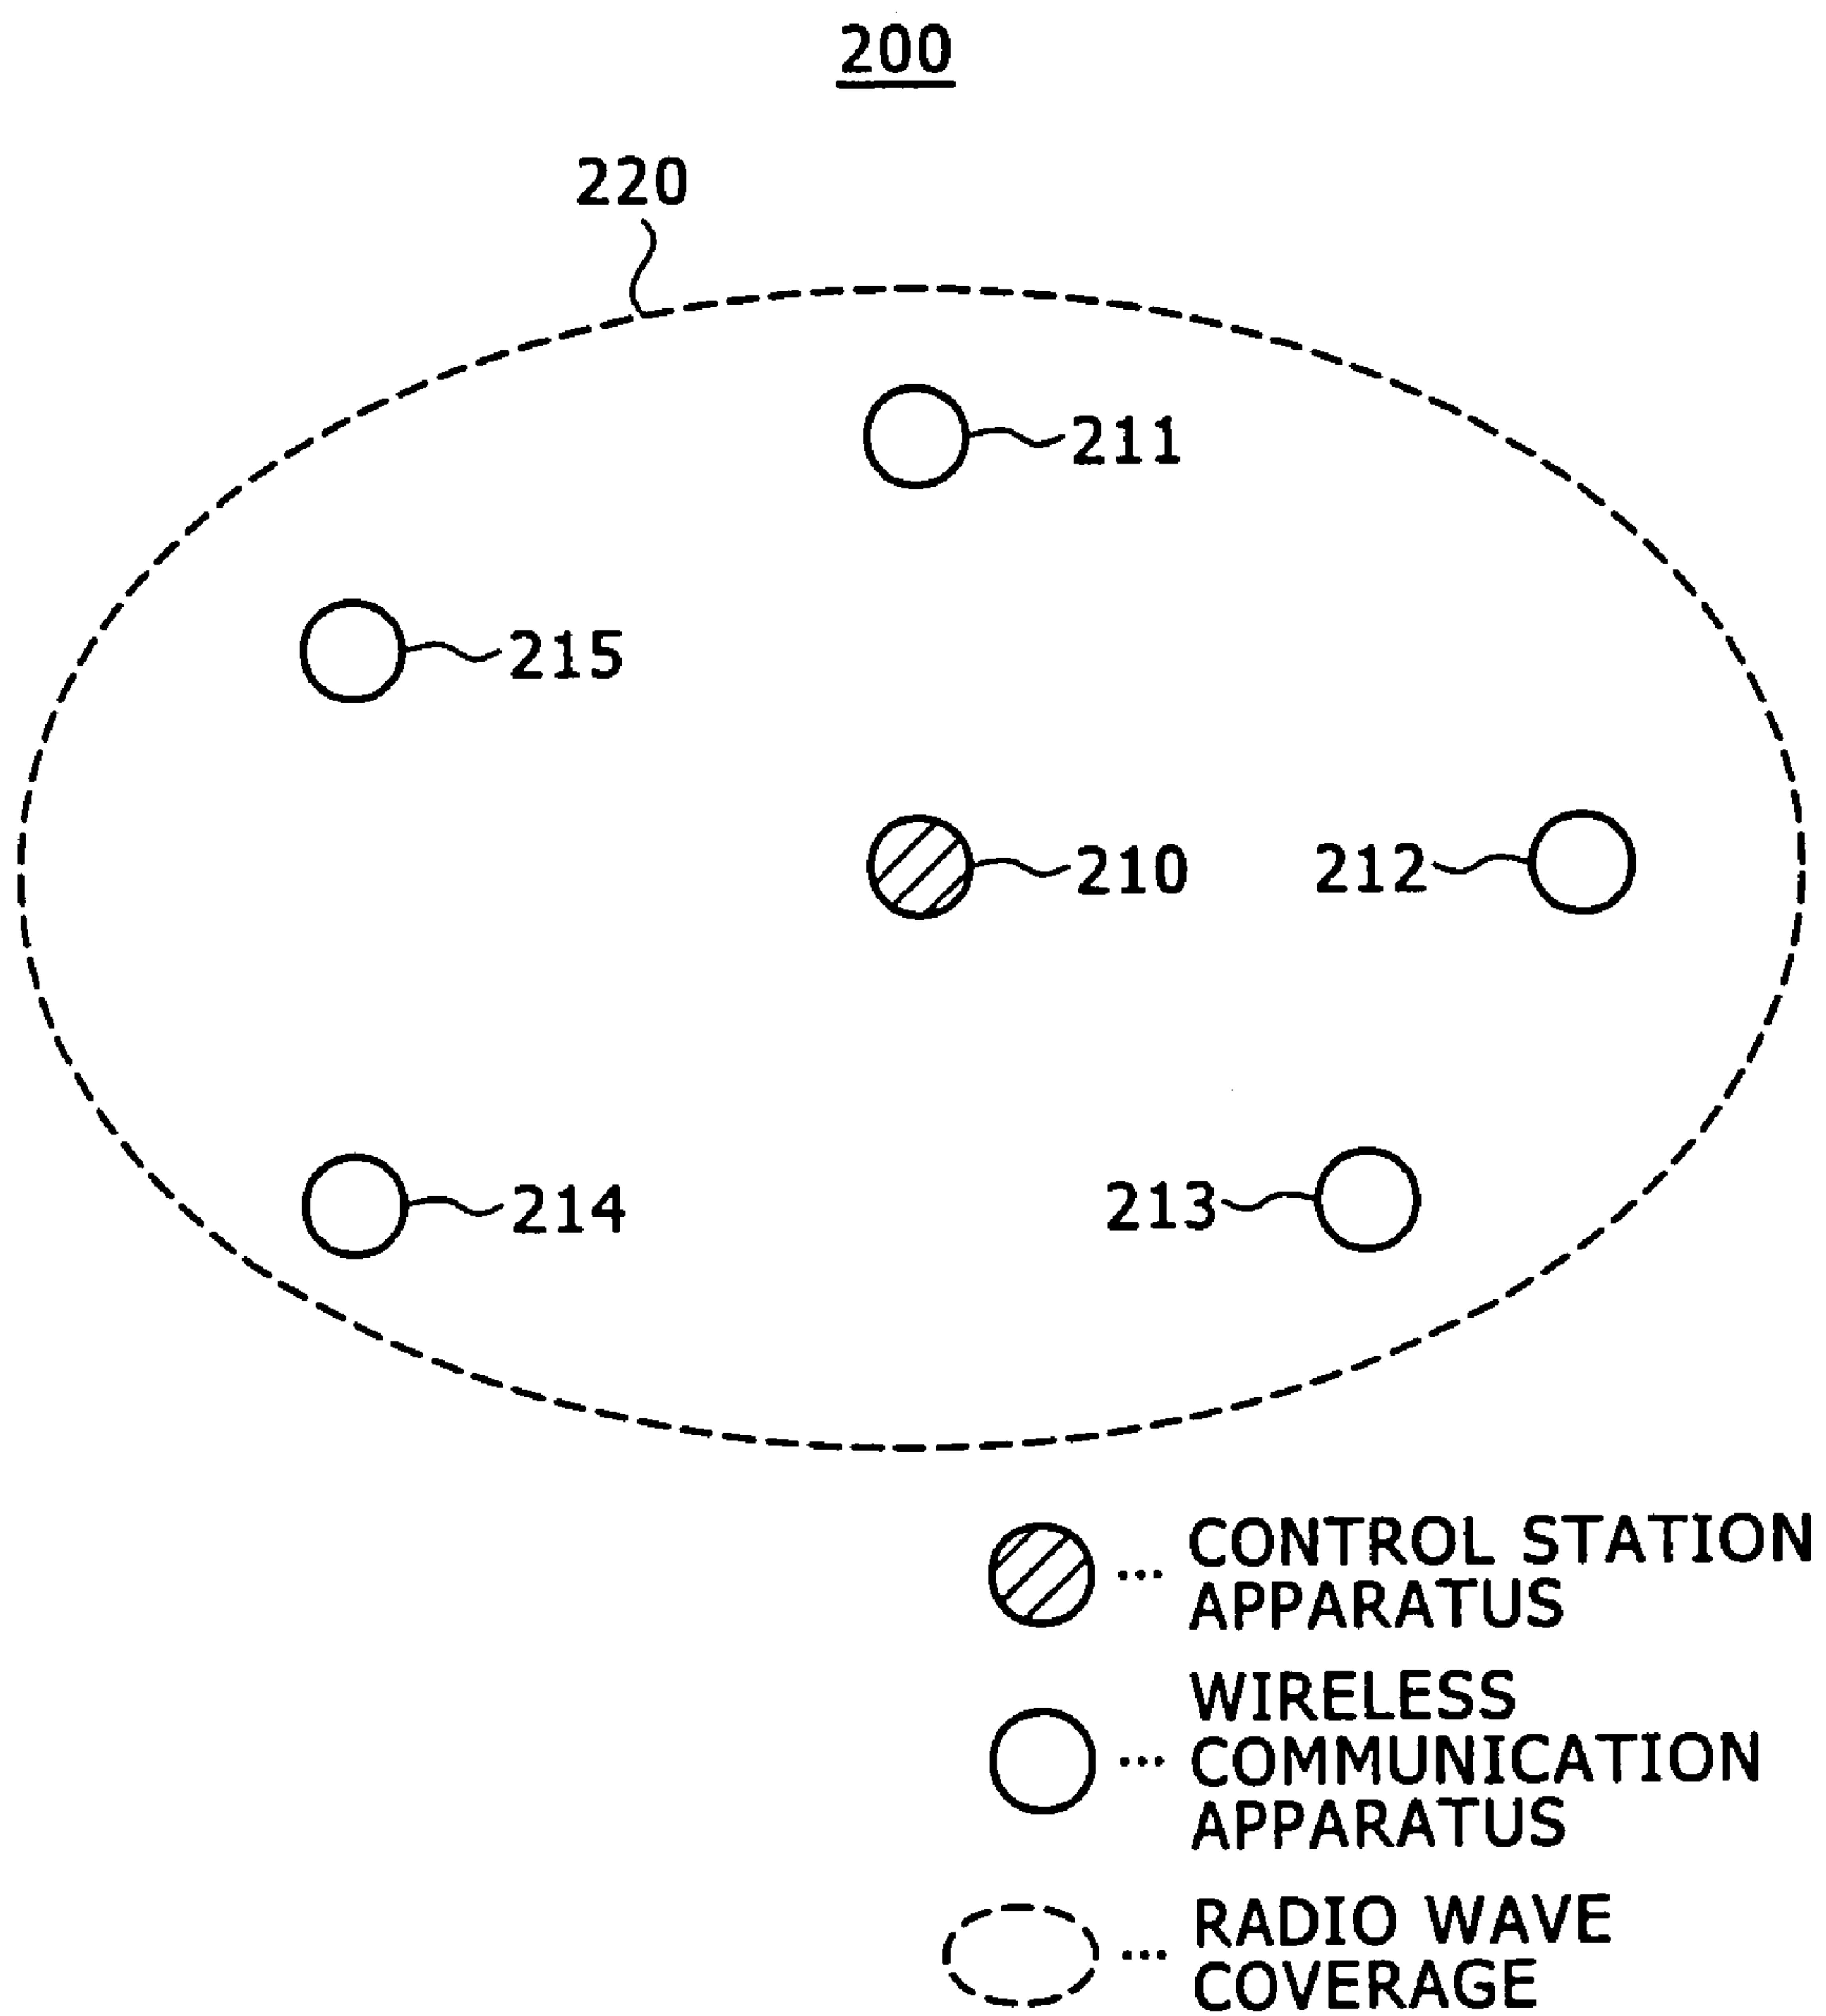 200
220
211
215
210
212
214
213
... CONTROL STATION
APPARATUS
WIRELESS
... COMMUNICATION
APPARATUS
... RADIO WAVE
COVERAGE